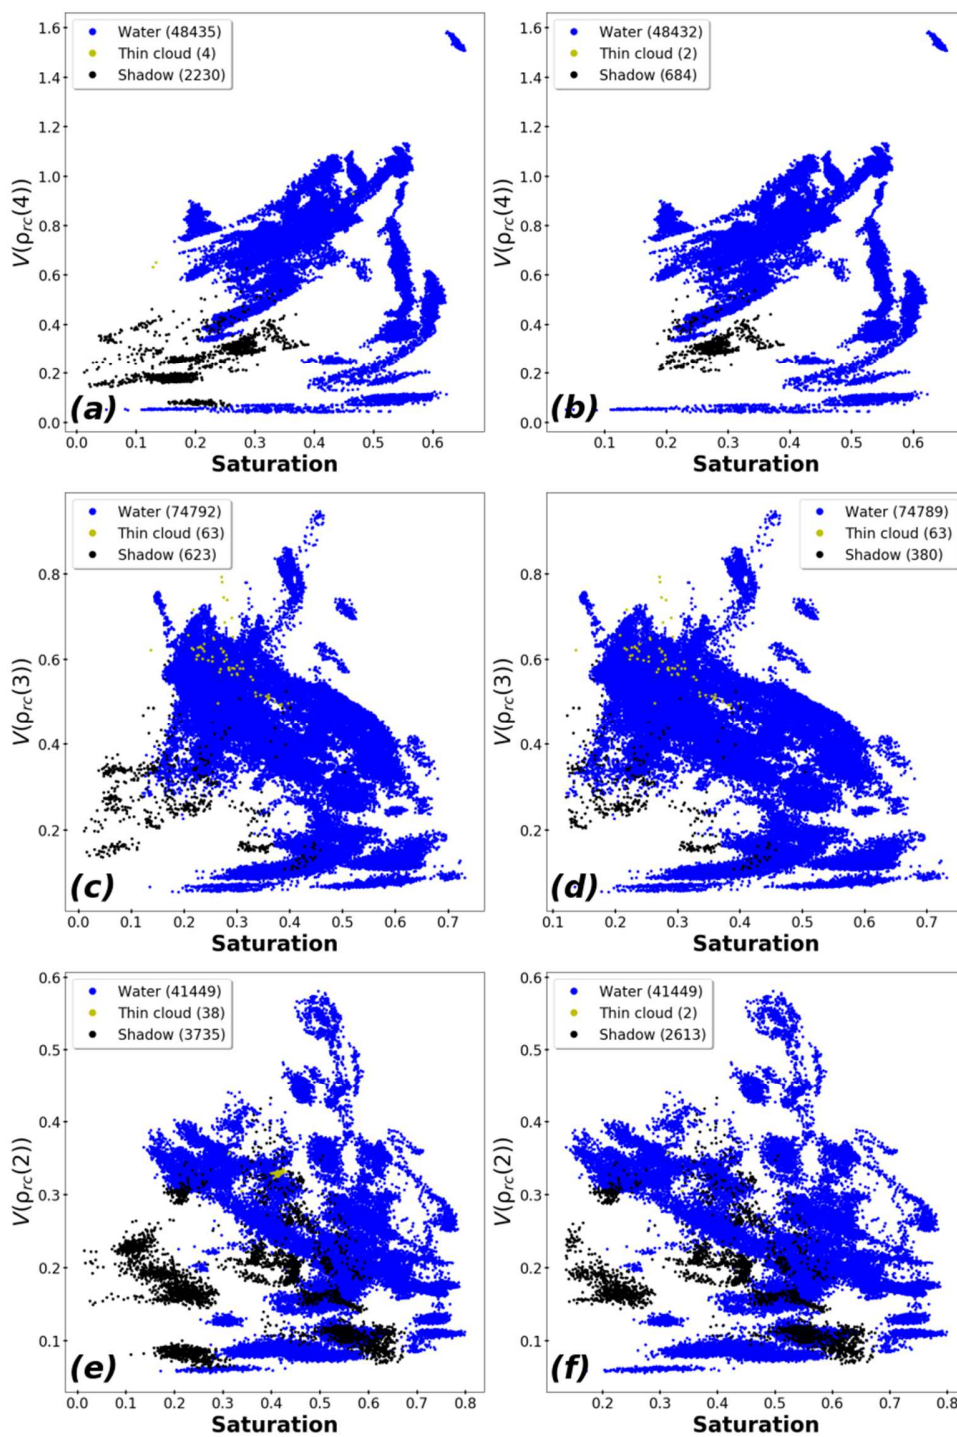 Water (48435)
Thin cloud (4)
Shadow (2230)
1.6
1.4
1.2
1.0
0.8
0.6
0.4
0.2
0.0
V(ρrc(4))
(a)
0.0 0.1 0.2 0.3 0.4 0.5 0.6
Saturation
Water (48432)
Thin cloud (2)
Shadow (684)
1.6
1.4
1.2
1.0
0.8
0.6
0.4
0.2
0.0
V(ρrc(4))
(b)
0.1 0.2 0.3 0.4 0.5 0.6
Saturation
Water (74792)
Thin cloud (63)
Shadow (623)
0.8
0.6
0.4
0.2
V(ρrc(3))
(c)
0.0 0.1 0.2 0.3 0.4 0.5 0.6 0.7
Saturation
Water (74789)
Thin cloud (63)
Shadow (380)
0.8
0.6
0.4
0.2
V(ρrc(3))
(d)
0.1 0.2 0.3 0.4 0.5 0.6 0.7
Saturation
Water (41449)
Thin cloud (38)
Shadow (3735)
0.6
0.5
0.4
0.3
0.2
0.1
V(ρrc(2))
(e)
0.0 0.1 0.2 0.3 0.4 0.5 0.6 0.7 0.8
Saturation
Water (41449)
Thin cloud (2)
Shadow (2613)
0.6
0.5
0.4
0.3
0.2
0.1
V(ρrc(2))
(f)
0.2 0.3 0.4 0.5 0.6 0.7 0.8
Saturation